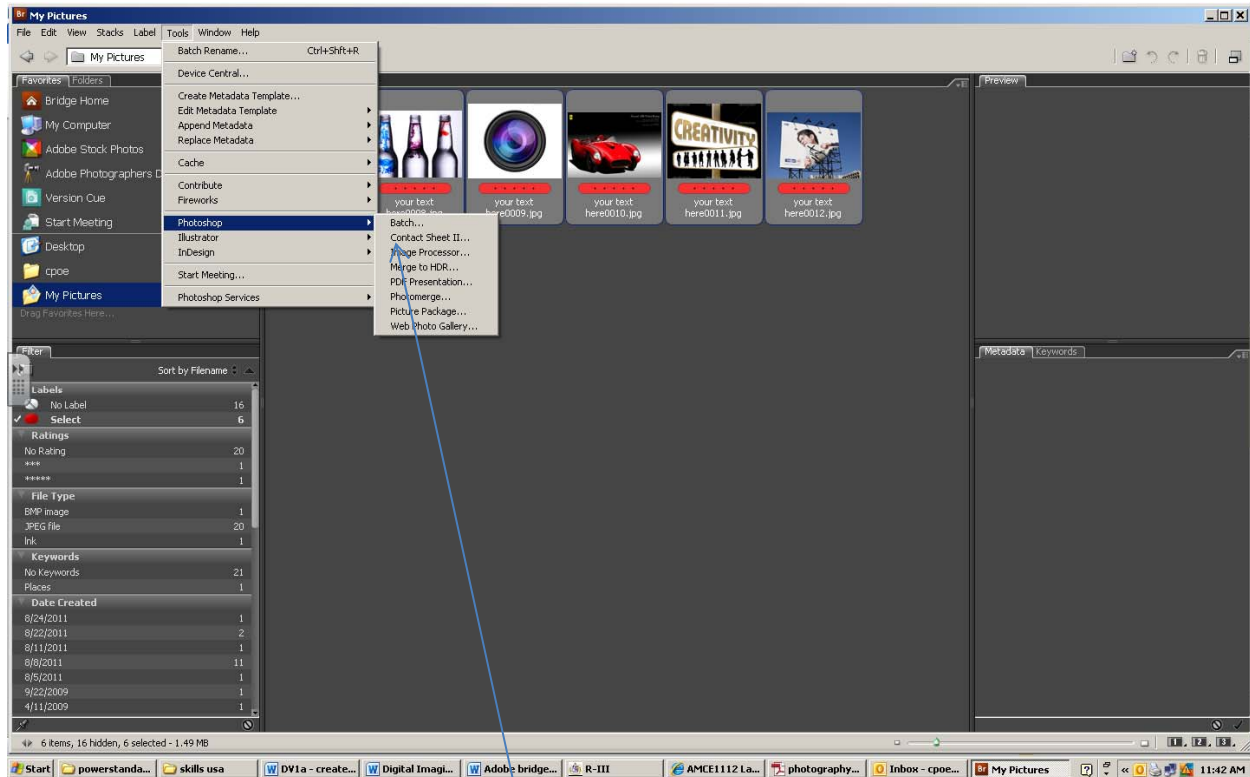 Br My Pictures
File Edit View Stacks Label Tools Window Help
My Pictures
Batch Rename... Ctrl+Shft+R
Device Central...
Create Metadata Template...
Edit Metadata Template
Append Metadata
Replace Metadata
Cache
Contribute
Fireworks
Photoshop
Illustrator
InDesign
Start Meeting...
Photoshop Services
Batch...
Contact Sheet II...
Image Processor...
Merge to HDR...
PDF Presentation...
Photomerge...
Picture Package...
Web Photo Gallery...
Favorites Folders
Bridge Home
My Computer
Adobe Stock Photos
Adobe Photographers D
Version Cue
Start Meeting
Desktop
cpoe
My Pictures
Drag Favorites Here...
CREATIVITY
here0008.jpg
your text
here0009.jpg
your text
here0010.jpg
your text
here0011.jpg
your text
here0012.jpg
Preview
Metadata Keywords
Filter
Sort by Filename
Labels
No Label 16
Select 6
Ratings
No Rating 20
*** 1
***** 1
File Type
BMP image 1
JPEG file 20
lnk 1
Keywords
No Keywords 21
Places 1
Date Created
8/24/2011 1
8/22/2011 2
8/11/2011 1
8/8/2011 11
8/5/2011 1
9/22/2009 1
4/11/2009 1
6 items, 16 hidden, 6 selected - 1.49 MB
1 2 3
Start powerstanda... skills usa DV1a - create... Digital Imagi... Adobe bridge... R-III AMCE1112 La... photography... Inbox - cpoe... My Pictures 11:42 AM